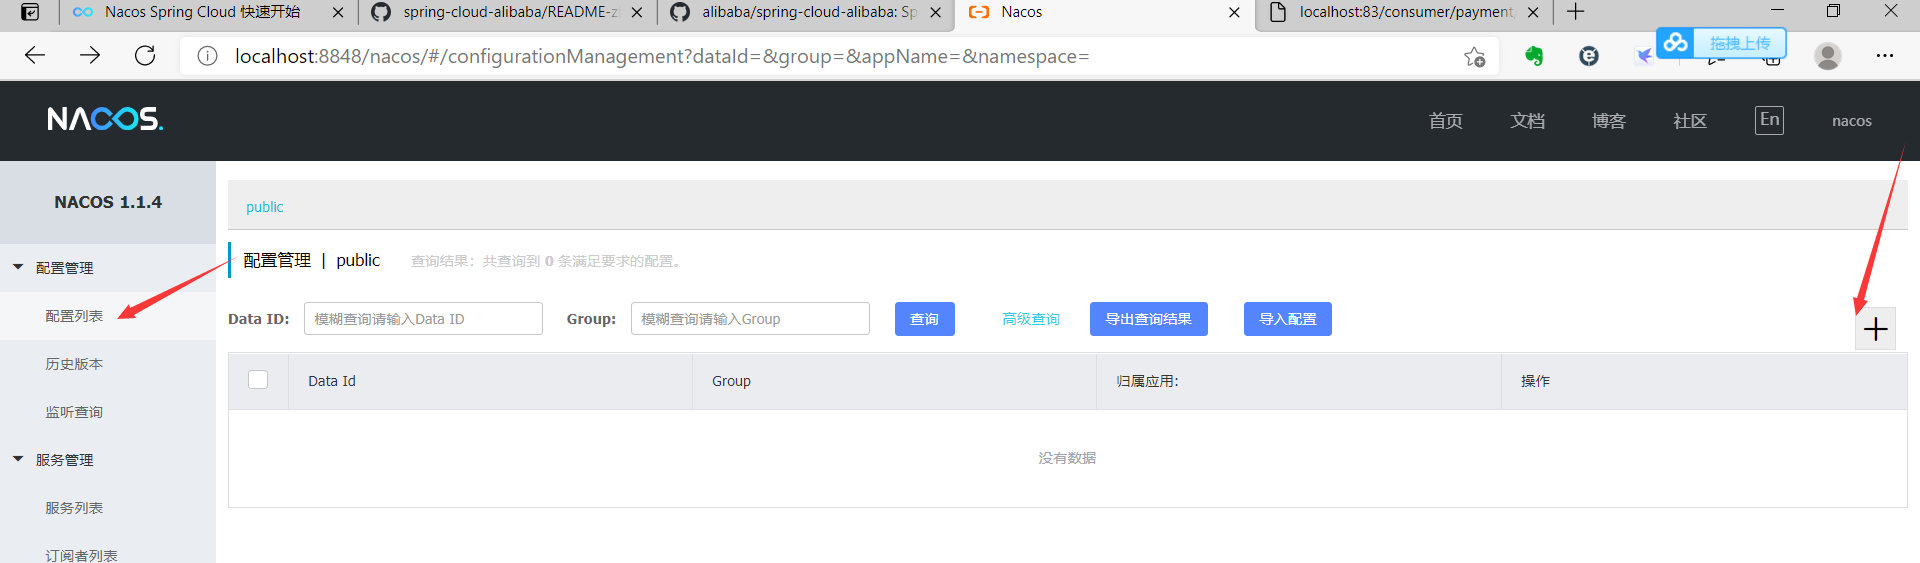 Nacos Spring Cloud 快速开始
spring-cloud-alibaba/README-z
alibaba/spring-cloud-alibaba: Sp
Nacos
localhost:83/consumer/payment
localhost:8848/nacos/#/configurationManagement?dataId=&group=&appName=&namespace=
拖拽上传
NACOS.
首页
文档
博客
社区
En
nacos
NACOS 1.1.4
配置管理
配置列表
历史版本
监听查询
服务管理
服务列表
订阅者列表
public
配置管理 | public 查询结果：共查询到 0 条满足要求的配置。
Data ID: 模糊查询请输入Data ID Group: 模糊查询请输入Group 查询 高级查询 导出查询结果 导入配置
Data Id Group 归属应用: 操作
没有数据